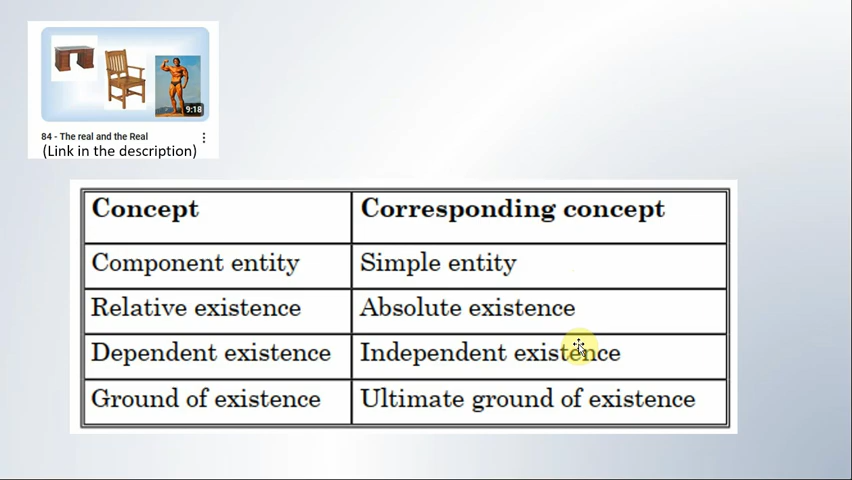 9:18
84 - The real and the Real
(Link in the description)
Concept Corresponding concept
Component entity Simple entity
Relative existence Absolute existence
Dependent existence Independent existence
Ground of existence Ultimate ground of existence